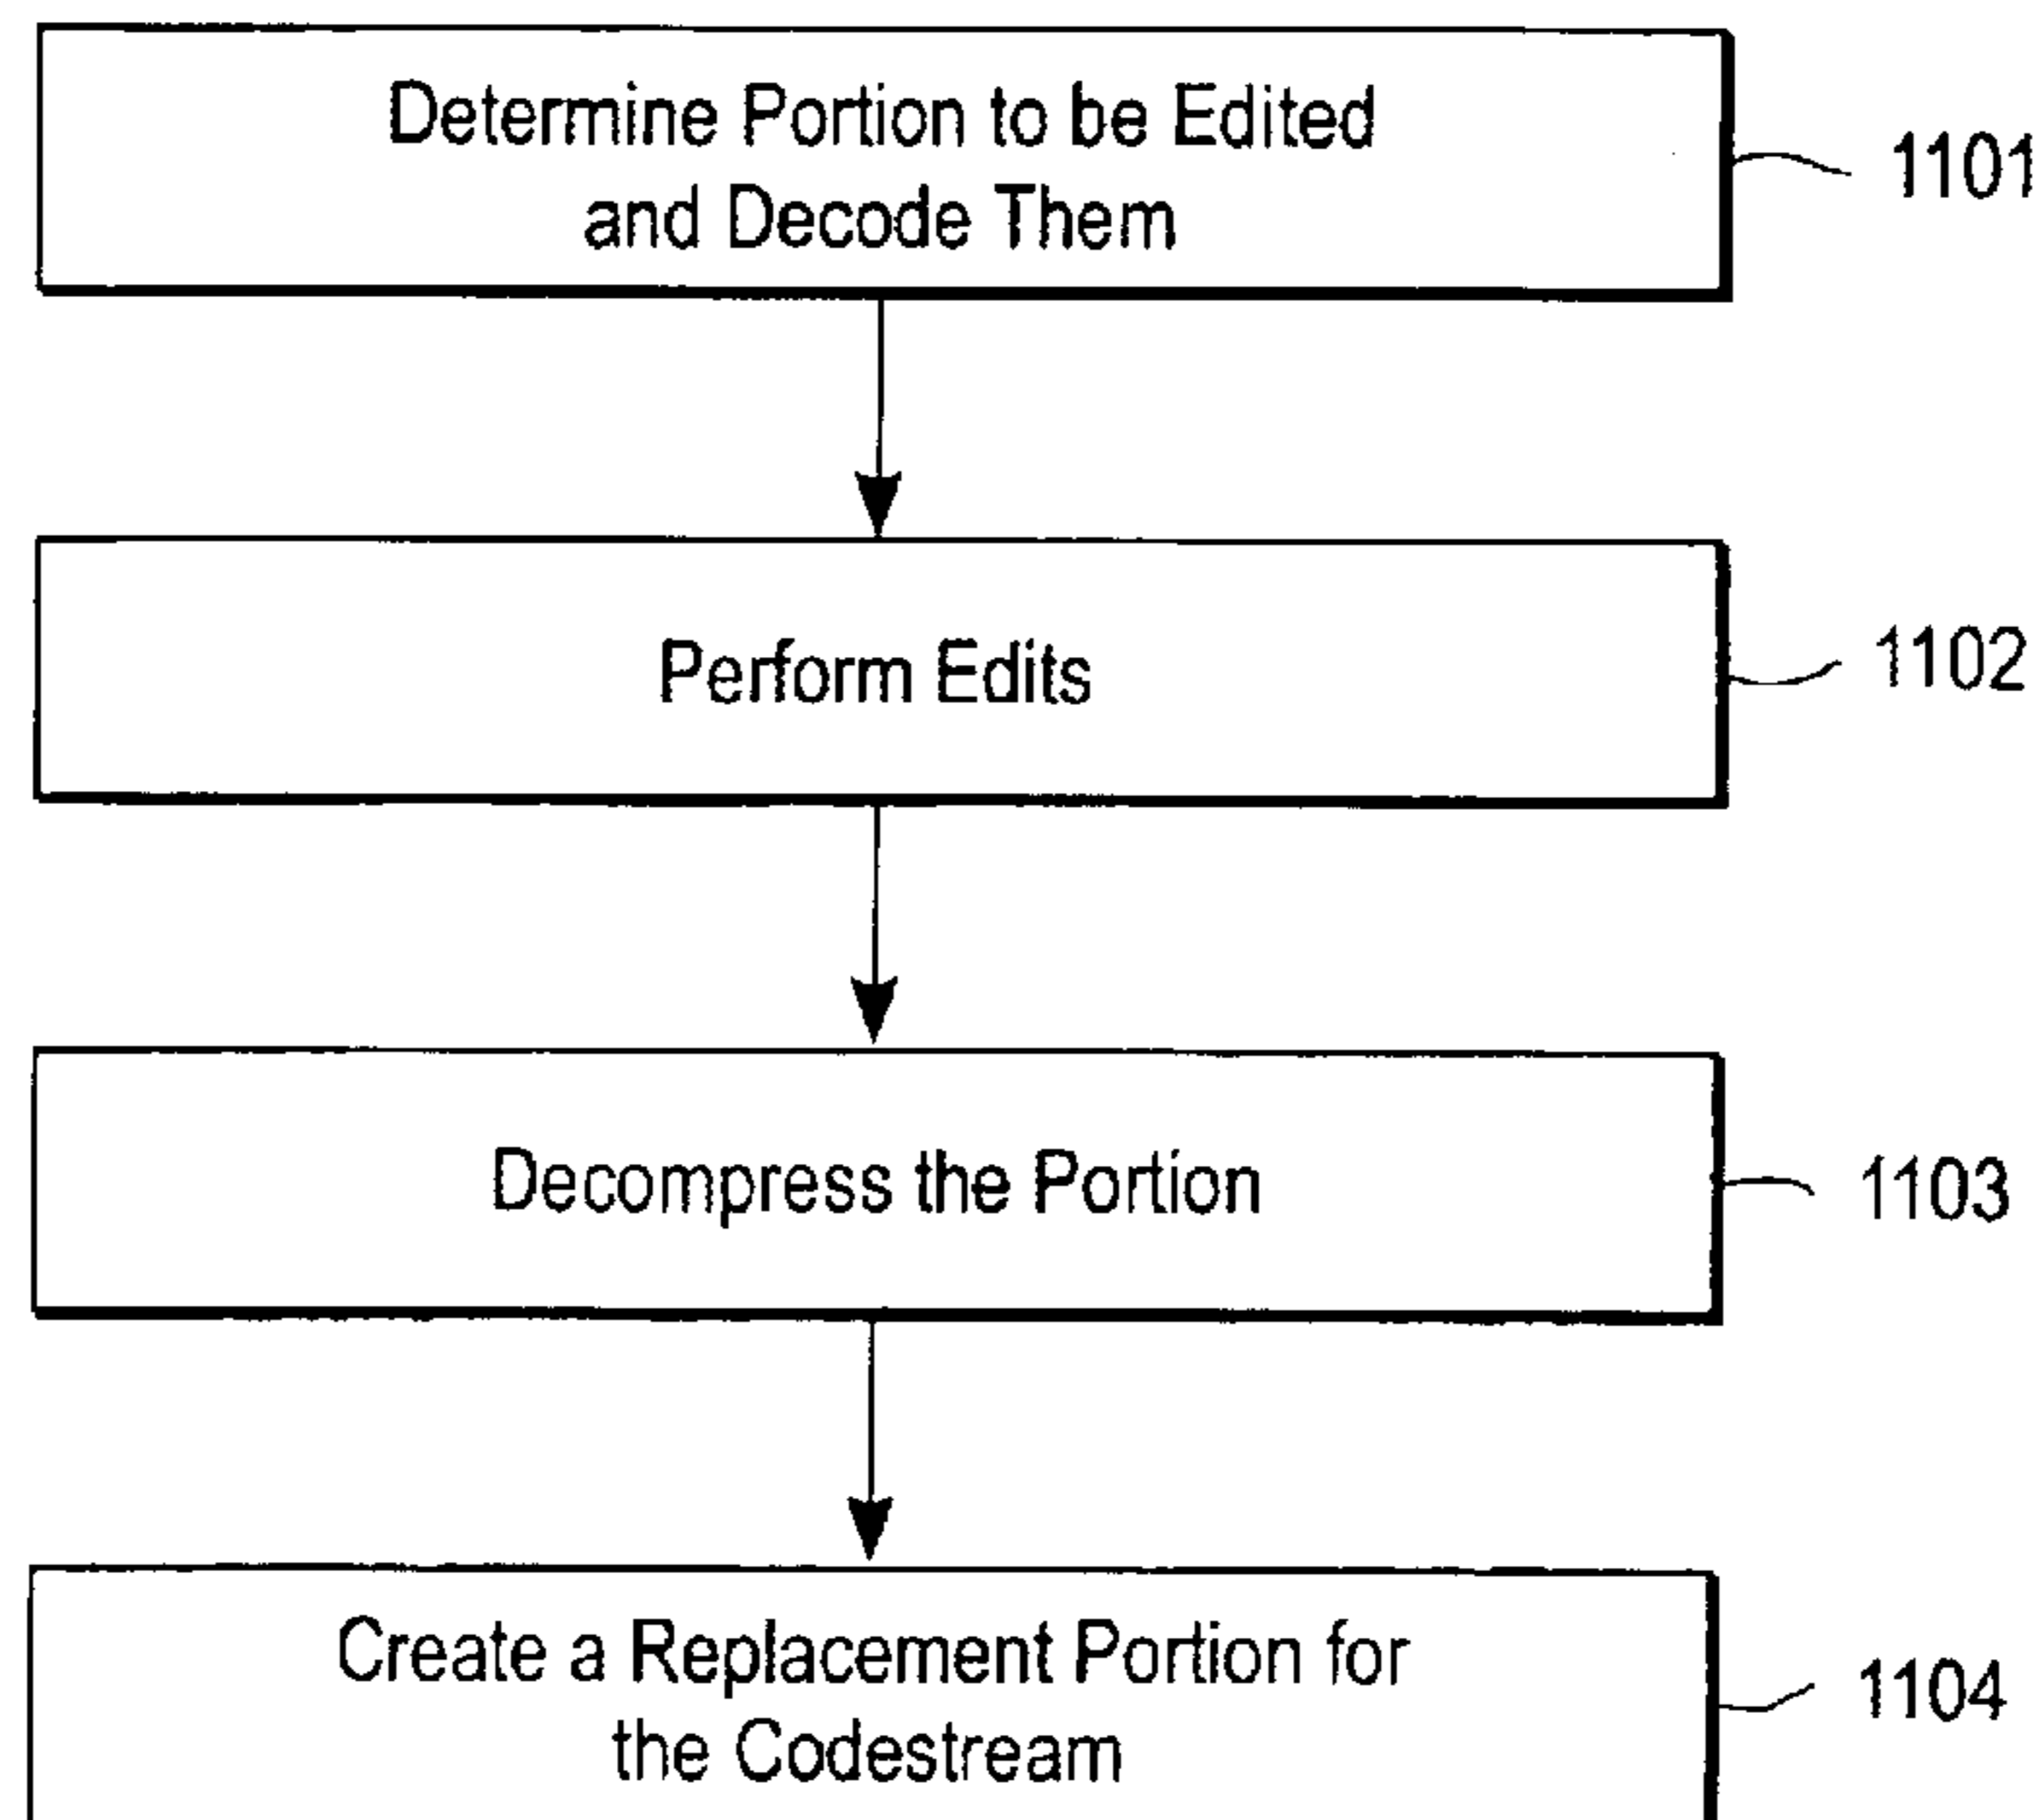 Determine Portion to be Edited
and Decode Them
1101
Perform Edits
1102
Decompress the Portion
1103
Create a Replacement Portion for
the Codestream
1104